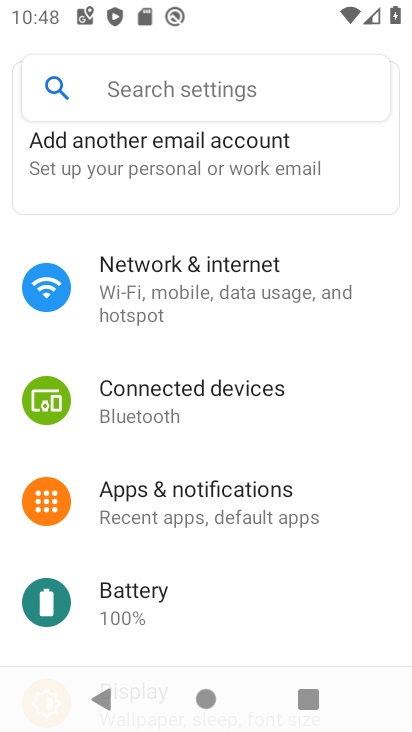 10:48
Search settings
Add another email account
Set up your personal or work email
Network & internet
Wi-Fi, mobile, data usage, and
hotspot
Connected devices
Bluetooth
Apps & notifications
Recent apps, default apps
Battery
100%
Display
Wallpaper, sleep, font size